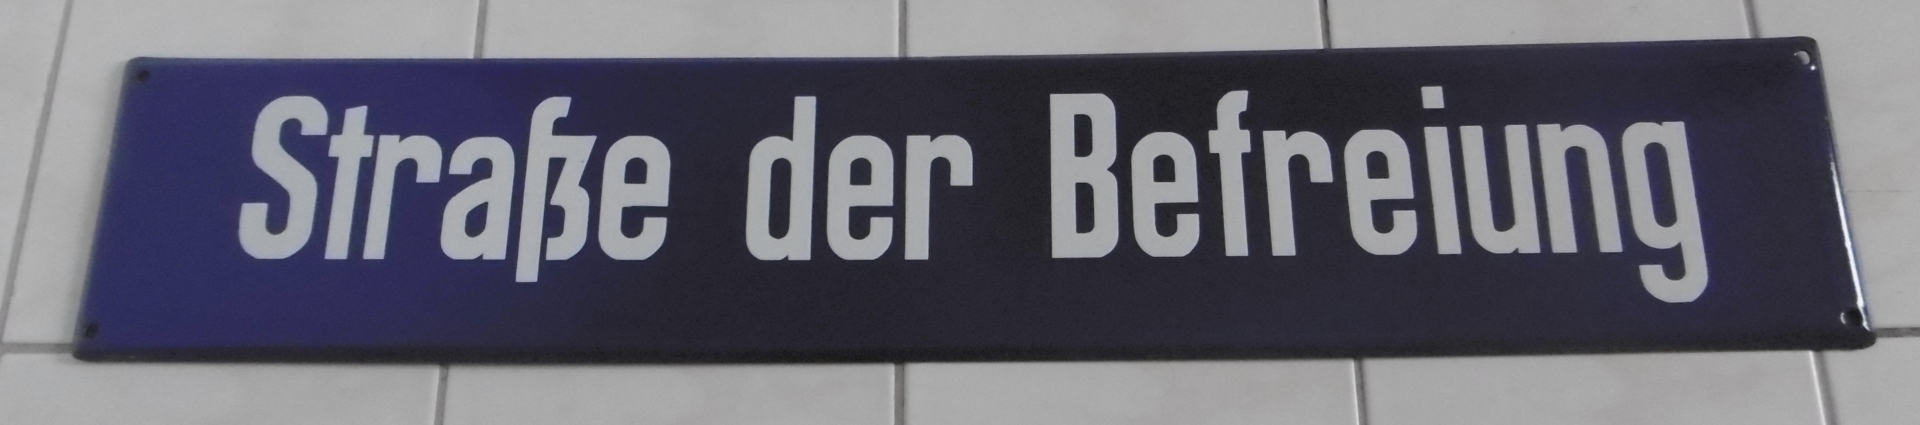 Straße der Befreiung